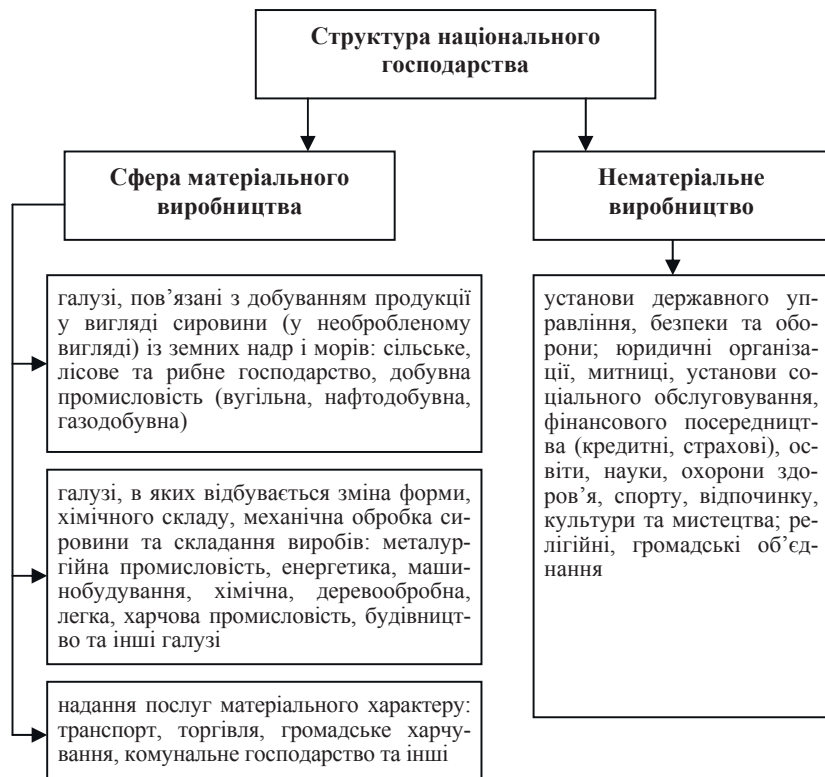 Структура національного
господарства
Сфера матеріального
виробництва
Нематеріальне
виробництво
галузі, пов’язані з добуванням продукції
у вигляді сировини (у необробленому
вигляді) із земних надр і морів: сільське,
лісове та рибне господарство, добувна
промисловість (вугільна, нафтодобувна,
газодобувна)
галузі, в яких відбувається зміна форми,
хімічного складу, механічна обробка си-
ровини та складання виробів: металур-
гійна промисловість, енергетика, маши-
нобудування, хімічна, деревообробна,
легка, харчова промисловість, будівницт-
во та інші галузі
надання послуг матеріального характеру:
транспорт, торгівля, громадське харчу-
вання, комунальне господарство та інші
установи державного уп-
равління, безпеки та обо-
рони; юридичні організа-
ції, митниці, установи со-
ціального обслуговування,
фінансового посередницт-
ва (кредитні, страхові), ос-
віти, науки, охорони здо-
ров’я, спорту, відпочинку,
культури та мистецтва; ре-
лігійні, громадські об’єд-
нання